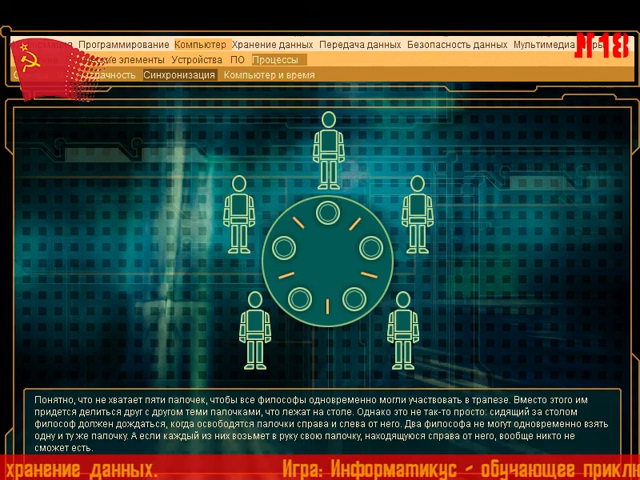 Программирование Компьютер Хранение данных Передача данных Безопасность данных Мультимедиа
элементы Устройства ПО Процессы
Синхронизация Компьютер и время
№18
Понятно, что не хватает пяти палочек, чтобы все философы одновременно могли участвовать в трапезе. Вместо этого им
придется делиться друг с другом теми палочками, что лежат на столе. Однако это не так-то просто: сидящий за столом
философ должен дождаться, когда освободятся палочки справа и слева от него. Два философа не могут одновременно взять
одну и ту же палочку. А если каждый из них возьмет в руку свою палочку, находящуюся справа от него, вообще никто не
сможет есть.
хранение данных. Игра: Информатикус - обучающее приклю